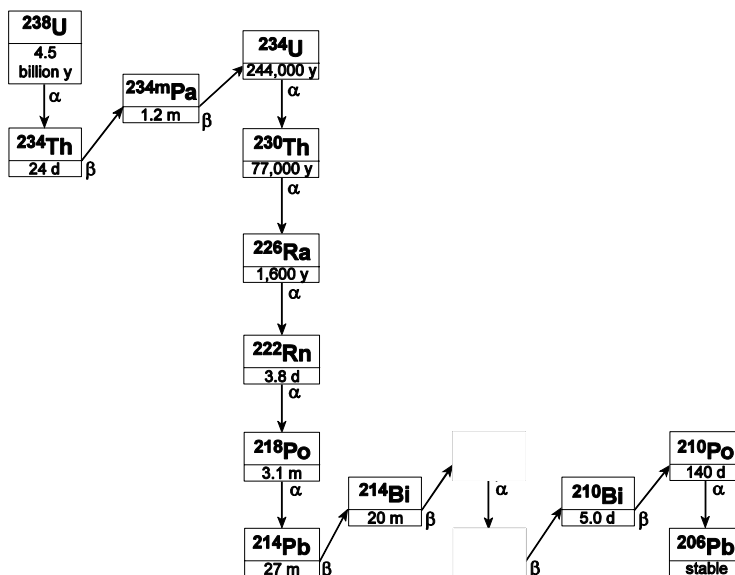 238U
4.5
billion y
α
234Th
24 d
β
234mPa
1.2 m
β
234U
244,000 y
α
230Th
77,000 y
α
226Ra
1,600 y
α
222Rn
3.8 d
α
218Po
3.1 m
α
214Pb
27 m
β
214Bi
20 m
β
α
β
210Bi
5.0 d
β
210Po
140 d
α
206Pb
stable